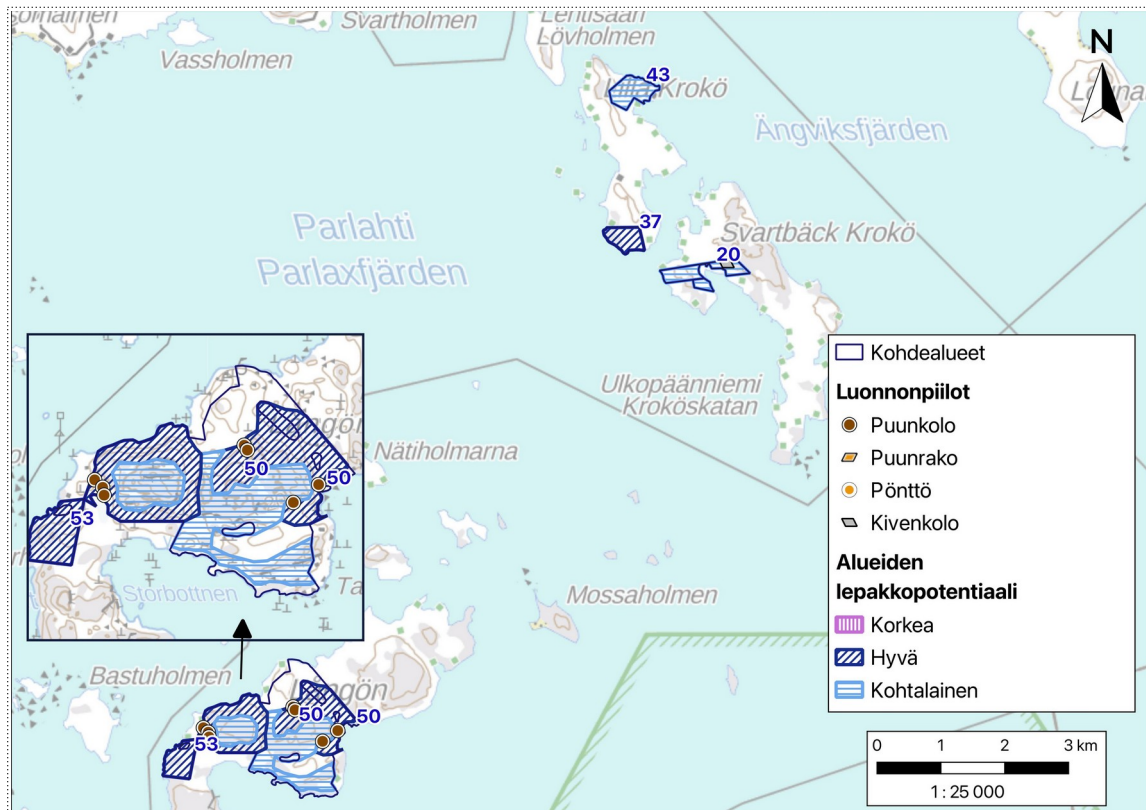 Svartholmen
Vassholmen
Lehtisaari
Lövholmen
43
Krokö
N
Ängviksfjärden
Parlahti
Parlaxfjärden
37
Svartbäck Krokö
20
Ulkopäänniemi
Kroköskatan
Nätiholmarna
50
50
53
Storbottnen
Mossaholmen
Bastuholmen
Långön
50
50
53
Kohdealueet
Luonnonpiilot
Puunkolo
Puunrako
Pönttö
Kivenkolo
Alueiden
lepakkopotentiaali
Korkea
Hyvä
Kohtalainen
0 1 2 3 km
1 : 25 000